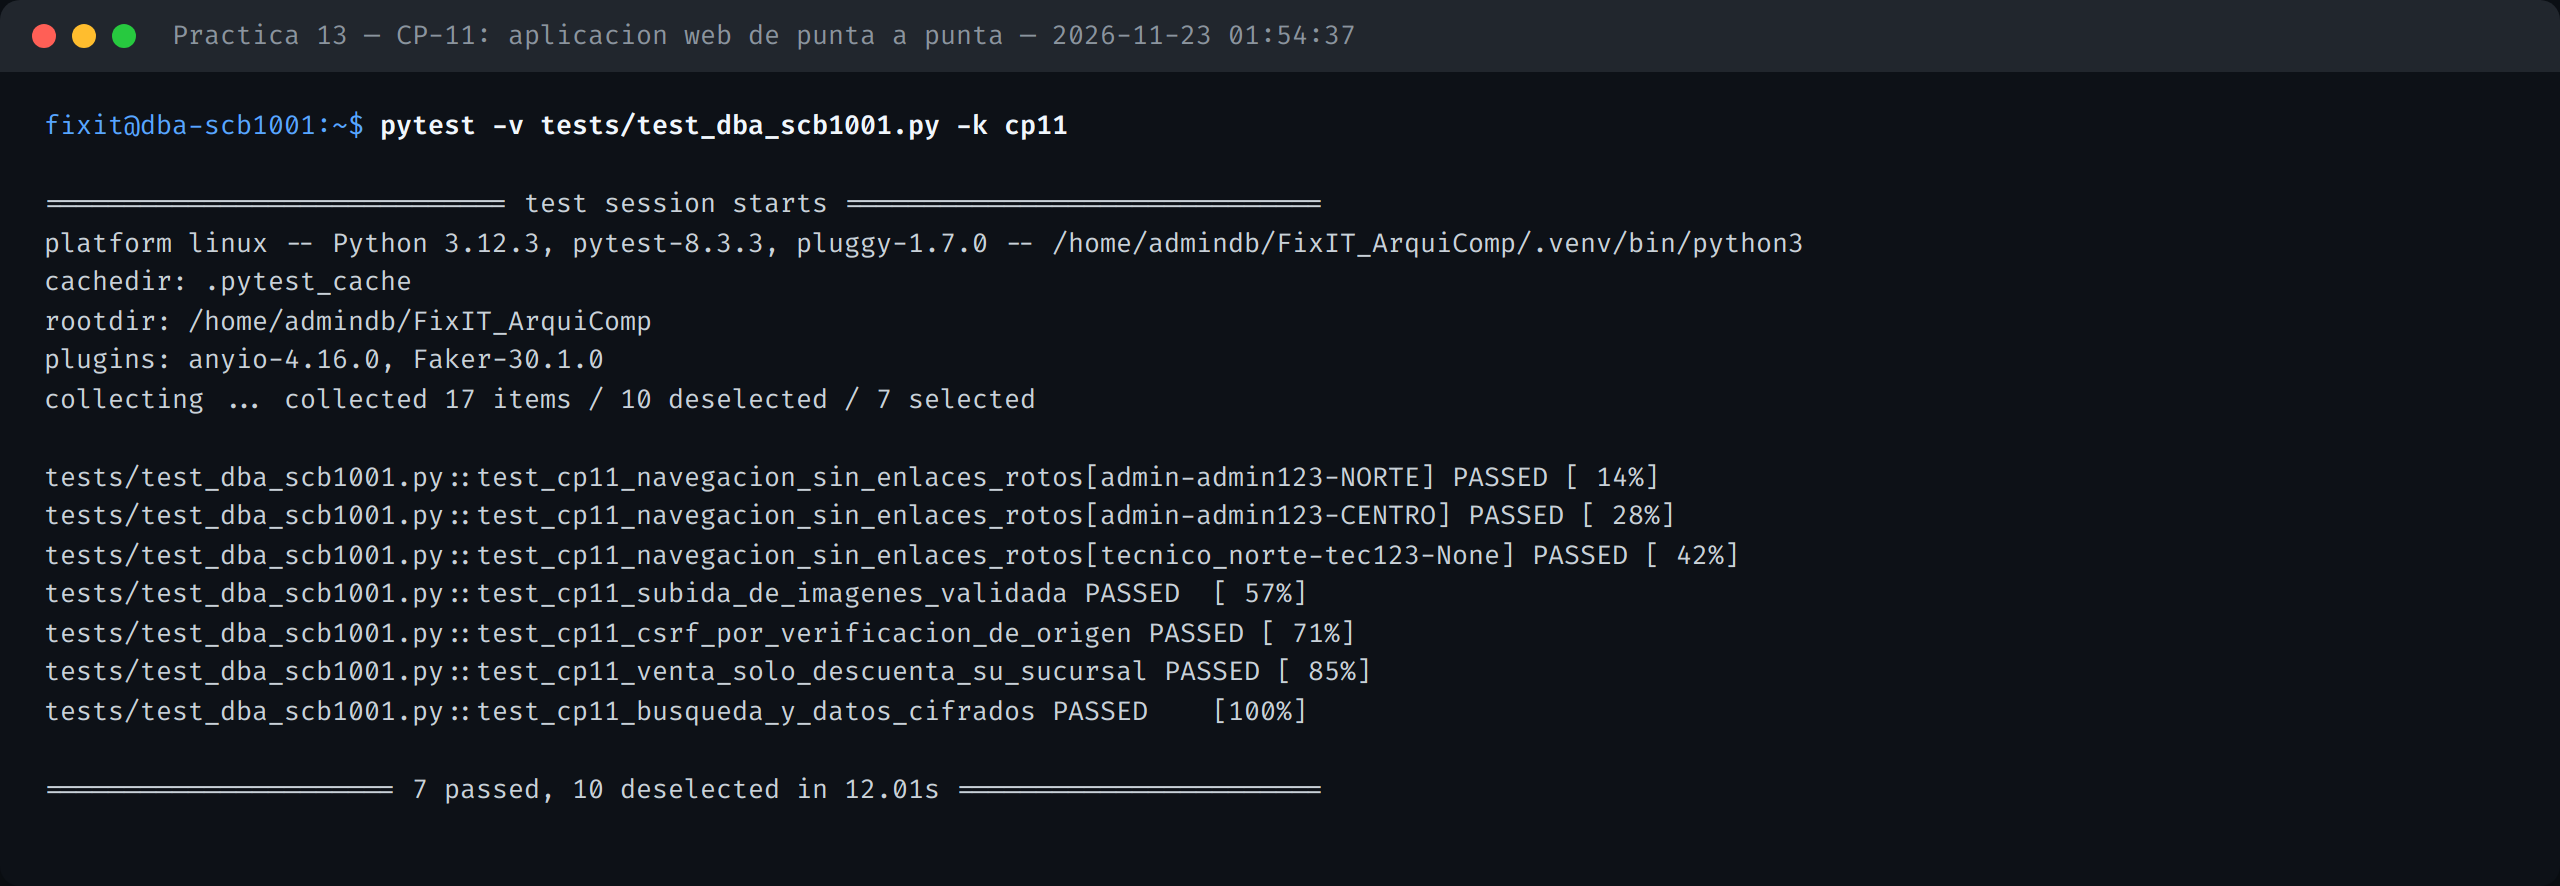 Practica 13 — CP-11: aplicacion web de punta a punta — 2026-11-23 01:54:37
fixit@dba-scb1001:~$ pytest -v tests/test_dba_scb1001.py -k cp11
============================= test session starts ==============================
platform linux -- Python 3.12.3, pytest-8.3.3, pluggy-1.7.0 -- /home/admindb/FixIT_ArquiComp/.venv/bin/python3
cachedir: .pytest_cache
rootdir: /home/admindb/FixIT_ArquiComp
plugins: anyio-4.16.0, Faker-30.1.0
collecting ... collected 17 items / 10 deselected / 7 selected
tests/test_dba_scb1001.py::test_cp11_navegacion_sin_enlaces_rotos[admin-admin123-NORTE] PASSED [ 14%]
tests/test_dba_scb1001.py::test_cp11_navegacion_sin_enlaces_rotos[admin-admin123-CENTRO] PASSED [ 28%]
tests/test_dba_scb1001.py::test_cp11_navegacion_sin_enlaces_rotos[tecnico_norte-tec123-None] PASSED [ 42%]
tests/test_dba_scb1001.py::test_cp11_subida_de_imagenes_validada PASSED  [ 57%]
tests/test_dba_scb1001.py::test_cp11_csrf_por_verificacion_de_origen PASSED [ 71%]
tests/test_dba_scb1001.py::test_cp11_venta_solo_descuenta_su_sucursal PASSED [ 85%]
tests/test_dba_scb1001.py::test_cp11_busqueda_y_datos_cifrados PASSED    [100%]
====================== 7 passed, 10 deselected in 12.01s =======================